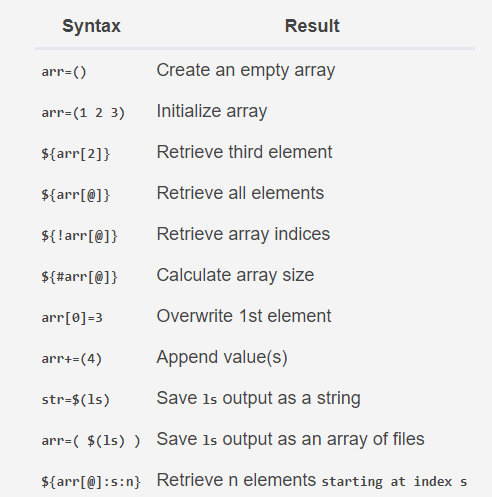 Syntax Result
arr=() Create an empty array
arr=(1 2 3) Initialize array
${arr[2]} Retrieve third element
${arr[@]} Retrieve all elements
${!arr[@]} Retrieve array indices
${#arr[@]} Calculate array size
arr[0]=3 Overwrite 1st element
arr+=(4) Append value(s)
str=$(ls) Save ls output as a string
arr=( $(ls) ) Save ls output as an array of files
${arr[@]:s:n} Retrieve n elements starting at index s